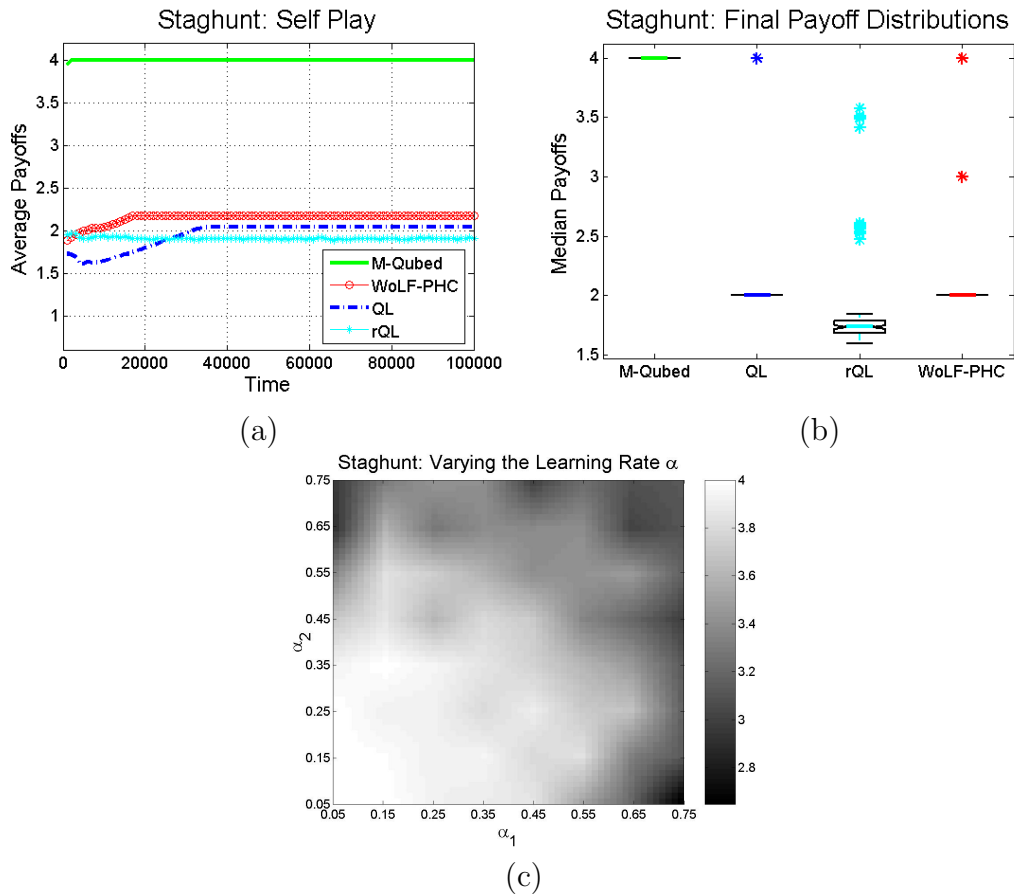 Staghunt: Self Play
4
3.5
3
2.5
2
1.5
1
Average Payoffs
M-Qubed
WoLF-PHC
QL
rQL
0 20000 40000 60000 80000 100000
Time
(a)
Staghunt: Final Payoff Distributions
4
3.5
3
2.5
2
1.5
Median Payoffs
M-Qubed QL rQL WoLF-PHC
(b)
Staghunt: Varying the Learning Rate α
0.75
0.65
0.55
0.45
0.35
0.25
0.15
0.05
α2
0.05 0.15 0.25 0.35 0.45 0.55 0.65 0.75
α1
4
3.8
3.6
3.4
3.2
3
2.8
(c)